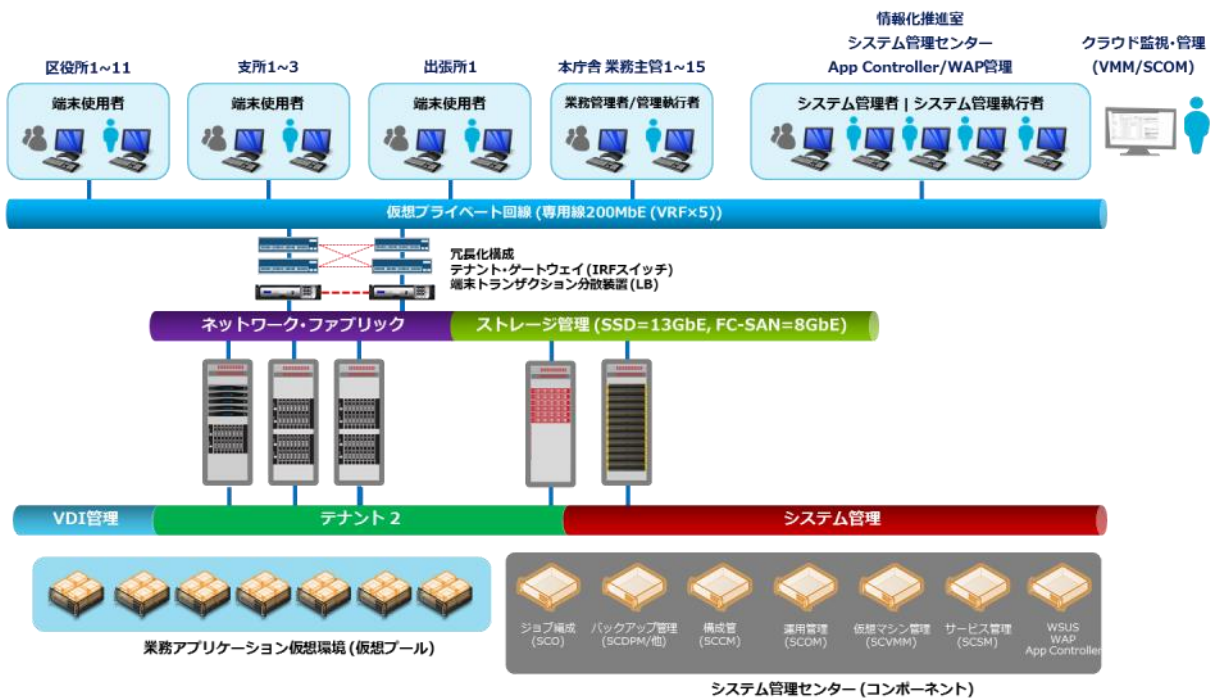 情報化推進室
システム管理センター
App Controller/WAP管理
クラウド監視・管理
(VMM/SCOM)
区役所1~11
支所1~3
出張所1
本庁舎 業務主管1~15
端末使用者
端末使用者
端末使用者
業務管理者/管理執行者
システム管理者 | システム管理執行者
仮想プライベート回線 (専用線200MbE (VRF×5))
冗長化構成
テナント・ゲートウェイ (IRFスイッチ)
端末トランザクション分散装置 (LB)
ネットワーク・ファブリック
ストレージ管理 (SSD=13GbE, FC-SAN=8GbE)
VDI管理
テナント 2
システム管理
ジョブ編成
(SCO)
バックアップ管理
(SCDPM/他)
構成管
(SCCM)
運用管理
(SCOM)
仮想マシン管理
(SCVMM)
サービス管理
(SCSM)
WSUS
WAP
App Controller
業務アプリケーション仮想環境 (仮想プール)
システム管理センター (コンポーネント)